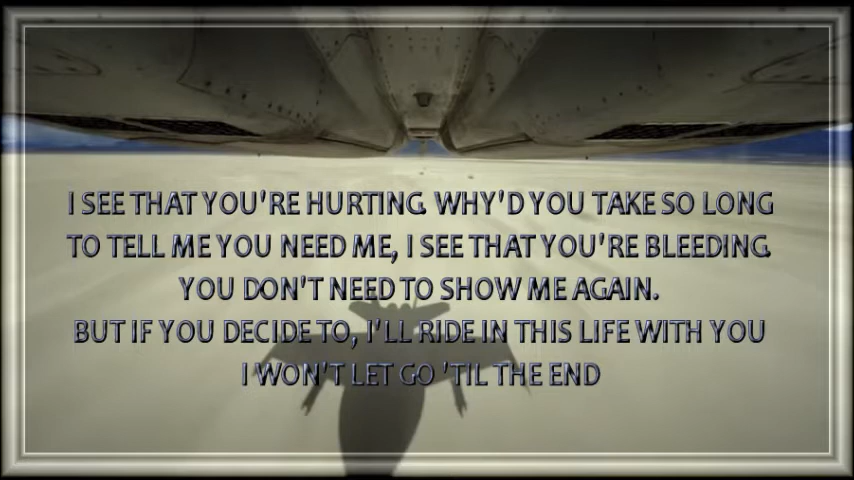 I SEE THAT YOU'RE HURTING. WHY'D YOU TAKE SO LONG
TO TELL ME YOU NEED ME, I SEE THAT YOU'RE BLEEDING.
YOU DON'T NEED TO SHOW ME AGAIN.
BUT IF YOU DECIDE TO, I'LL RIDE IN THIS LIFE WITH YOU
I WON'T LET GO 'TIL THE END